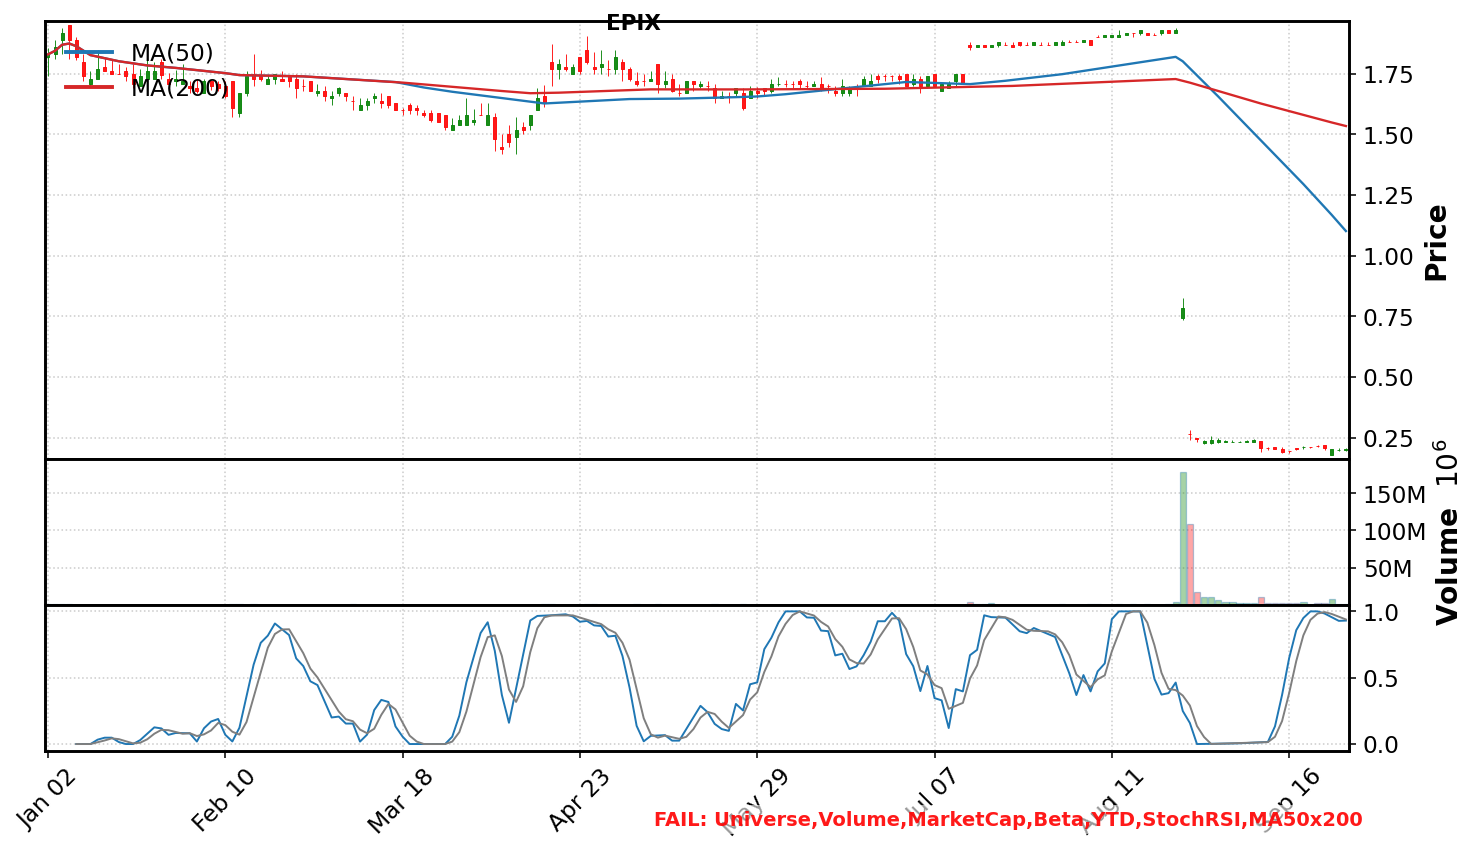 EPIX
MA(50)
MA(200)
1.75
1.50
1.25
1.00
0.75
0.50
0.25
Price
150M
100M
50M
Volume 10^6
1.0
0.5
0.0
Jan 02
Feb 10
Mar 18
Apr 23
May 29
Jul 07
Aug 11
Sep 16
FAIL: Universe,Volume,MarketCap,Beta,YTD,StochRSI,MA50x200